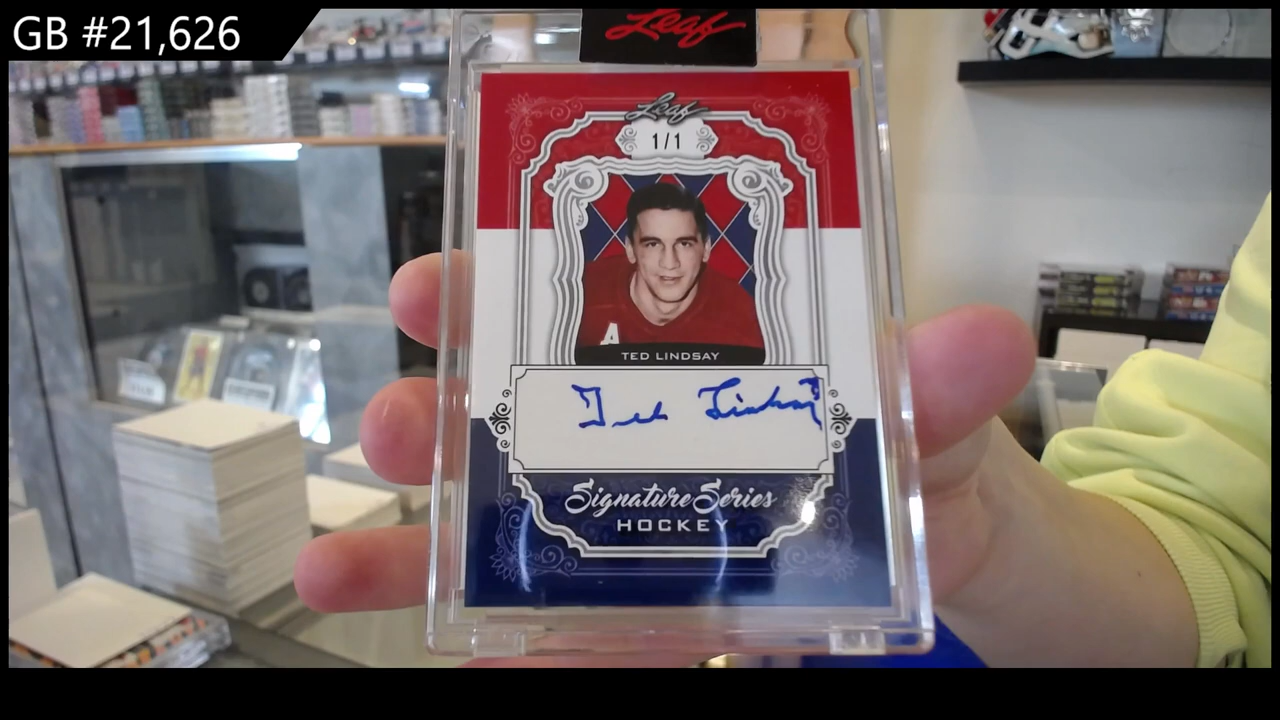 GB #21,626
Leaf
Leaf
1/1
A
TED LINDSAY
Ted Lindsay
Signature Series
HOCKEY